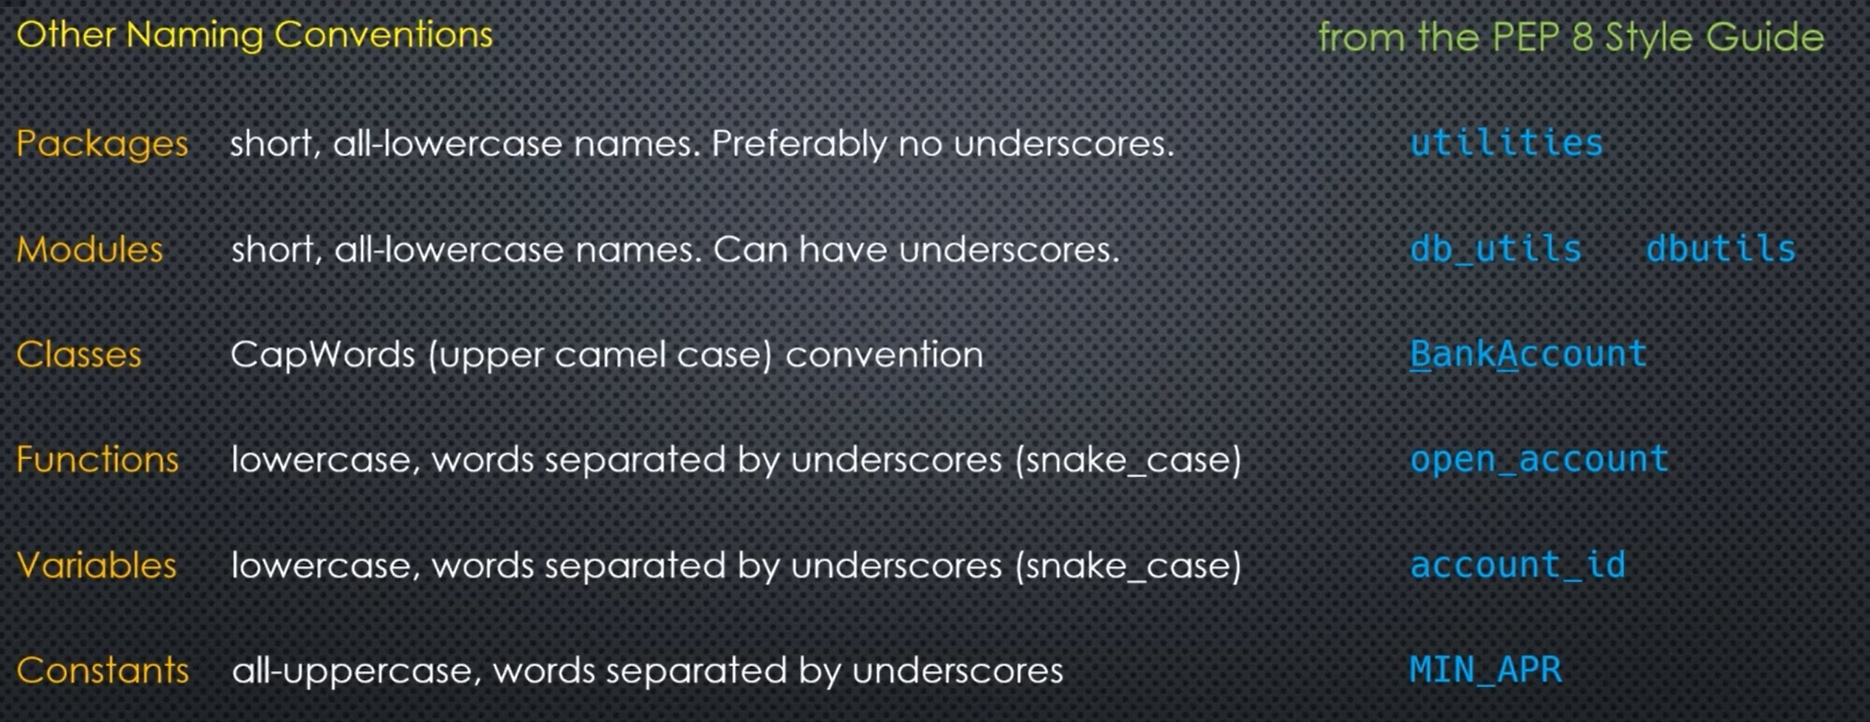 Other Naming Conventions from the PEP 8 Style Guide
Packages short, all-lowercase names. Preferably no underscores. utilities
Modules short, all-lowercase names. Can have underscores. db_utils dbutils
Classes CapWords (upper camel case) convention BankAccount
Functions lowercase, words separated by underscores (snake_case) open_account
Variables lowercase, words separated by underscores (snake_case) account_id
Constants all-uppercase, words separated by underscores MIN_APR